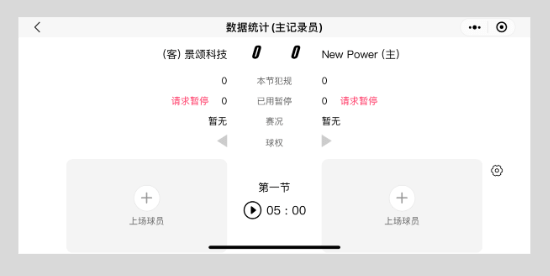 数据统计(主记录员)
(客) 景颂科技 0 0 New Power (主)
0 本节犯规 0
请求暂停 0 已用暂停 0 请求暂停
暂无 赛况 暂无
球权
第一节
05 : 00
上场球员 上场球员